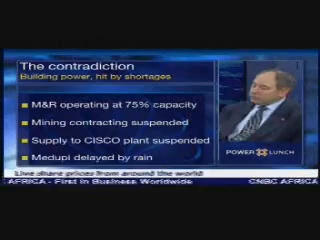 The contradiction
Building power, hit by shortages
M&R operating at 75% capacity
Mining contracting suspended
Supply to CISCO plant suspended
Medupi delayed by rain
POWER LUNCH
Live share prices from around the world
AFRICA - First in Business Worldwide CNBC AFRICA